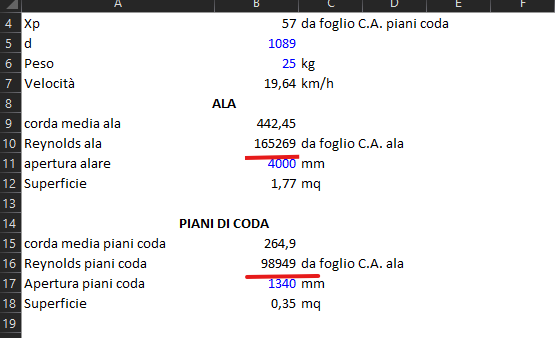 A B C D E F
4 Xp 57 da foglio C.A. piani coda
5 d 1089
6 Peso 25 kg
7 Velocità 19,64 km/h
8 ALA
9 corda media ala 442,45
10 Reynolds ala 165269 da foglio C.A. ala
11 apertura alare 4000 mm
12 Superficie 1,77 mq
13
14 PIANI DI CODA
15 corda media piani coda 264,9
16 Reynolds piani coda 98949 da foglio C.A. ala
17 Apertura piani coda 1340 mm
18 Superficie 0,35 mq
19